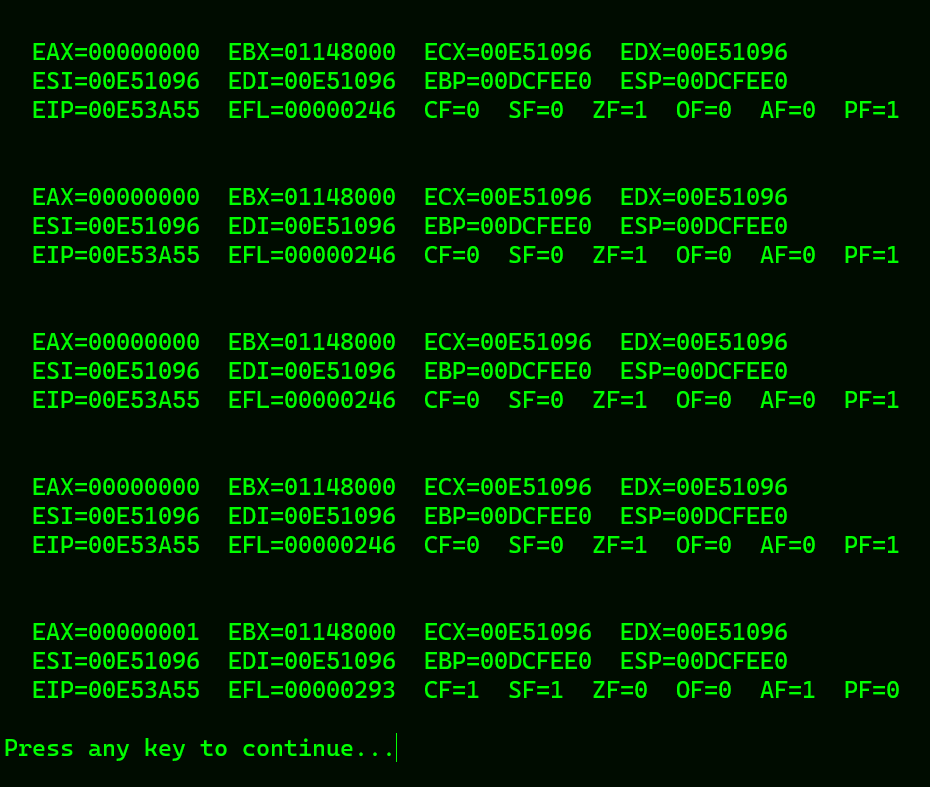 EAX=00000000  EBX=01148000  ECX=00E51096  EDX=00E51096
ESI=00E51096  EDI=00E51096  EBP=00DCFEE0  ESP=00DCFEE0
EIP=00E53A55  EFL=00000246  CF=0  SF=0  ZF=1  OF=0  AF=0  PF=1
EAX=00000000  EBX=01148000  ECX=00E51096  EDX=00E51096
ESI=00E51096  EDI=00E51096  EBP=00DCFEE0  ESP=00DCFEE0
EIP=00E53A55  EFL=00000246  CF=0  SF=0  ZF=1  OF=0  AF=0  PF=1
EAX=00000000  EBX=01148000  ECX=00E51096  EDX=00E51096
ESI=00E51096  EDI=00E51096  EBP=00DCFEE0  ESP=00DCFEE0
EIP=00E53A55  EFL=00000246  CF=0  SF=0  ZF=1  OF=0  AF=0  PF=1
EAX=00000000  EBX=01148000  ECX=00E51096  EDX=00E51096
ESI=00E51096  EDI=00E51096  EBP=00DCFEE0  ESP=00DCFEE0
EIP=00E53A55  EFL=00000246  CF=0  SF=0  ZF=1  OF=0  AF=0  PF=1
EAX=00000001  EBX=01148000  ECX=00E51096  EDX=00E51096
ESI=00E51096  EDI=00E51096  EBP=00DCFEE0  ESP=00DCFEE0
EIP=00E53A55  EFL=00000293  CF=1  SF=1  ZF=0  OF=0  AF=1  PF=0
Press any key to continue...